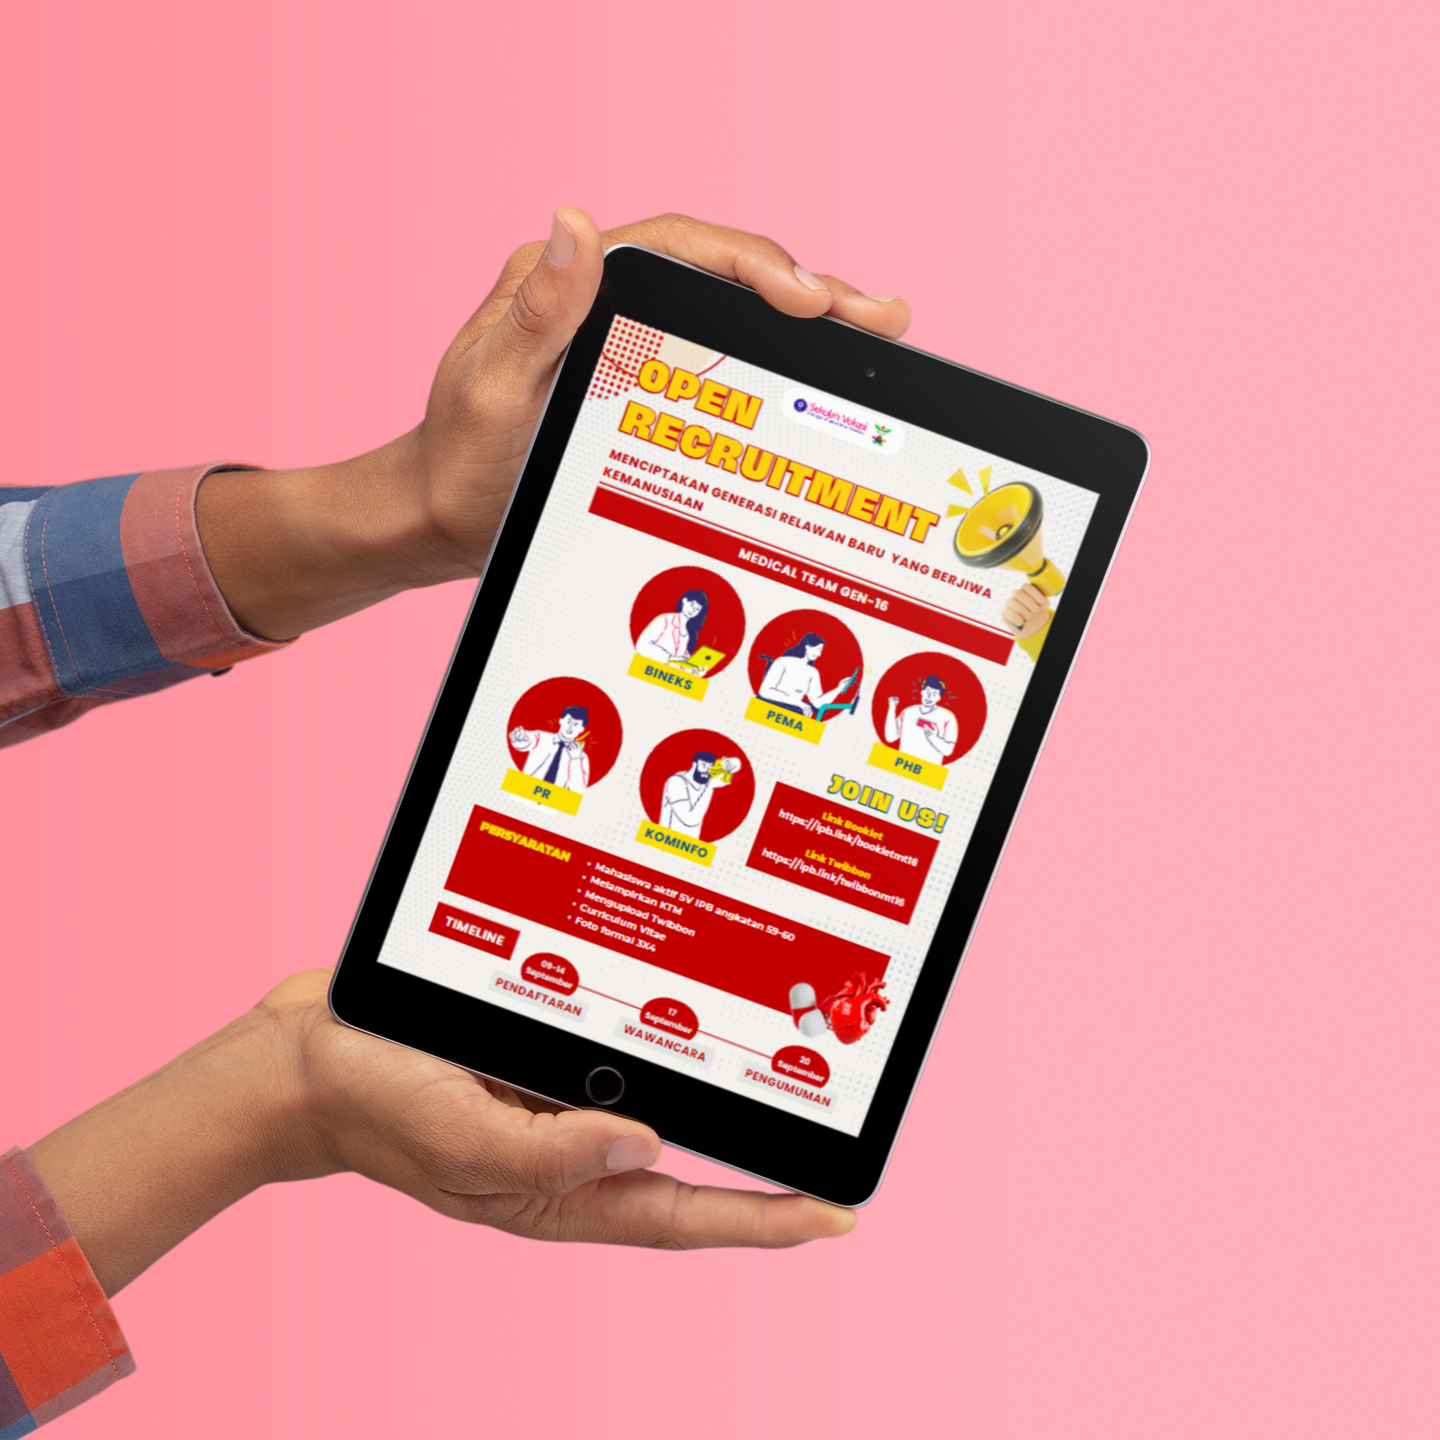 OPEN
RECRUITMENT
Sekolah Vokasi
MENCIPTAKAN GENERASI RELAWAN BARU YANG BERJIWA
KEMANUSIAAN
MEDICAL TEAM GEN-16
BINEKS
PEMA
PHB
PR
KOMINFO
JOIN US!
Link Booklet
https://ipb.link/bookletmt16
Link Twibbon
https://ipb.link/twibbonmt16
PERSYARATAN
• Mahasiswa aktif SV IPB angkatan 59-60
• Melampirkan KTM
• Mengupload Twibbon
• Curriculum Vitae
• Foto formal 3X4
TIMELINE
09-14
September
PENDAFTARAN
17
September
WAWANCARA
20
September
PENGUMUMAN